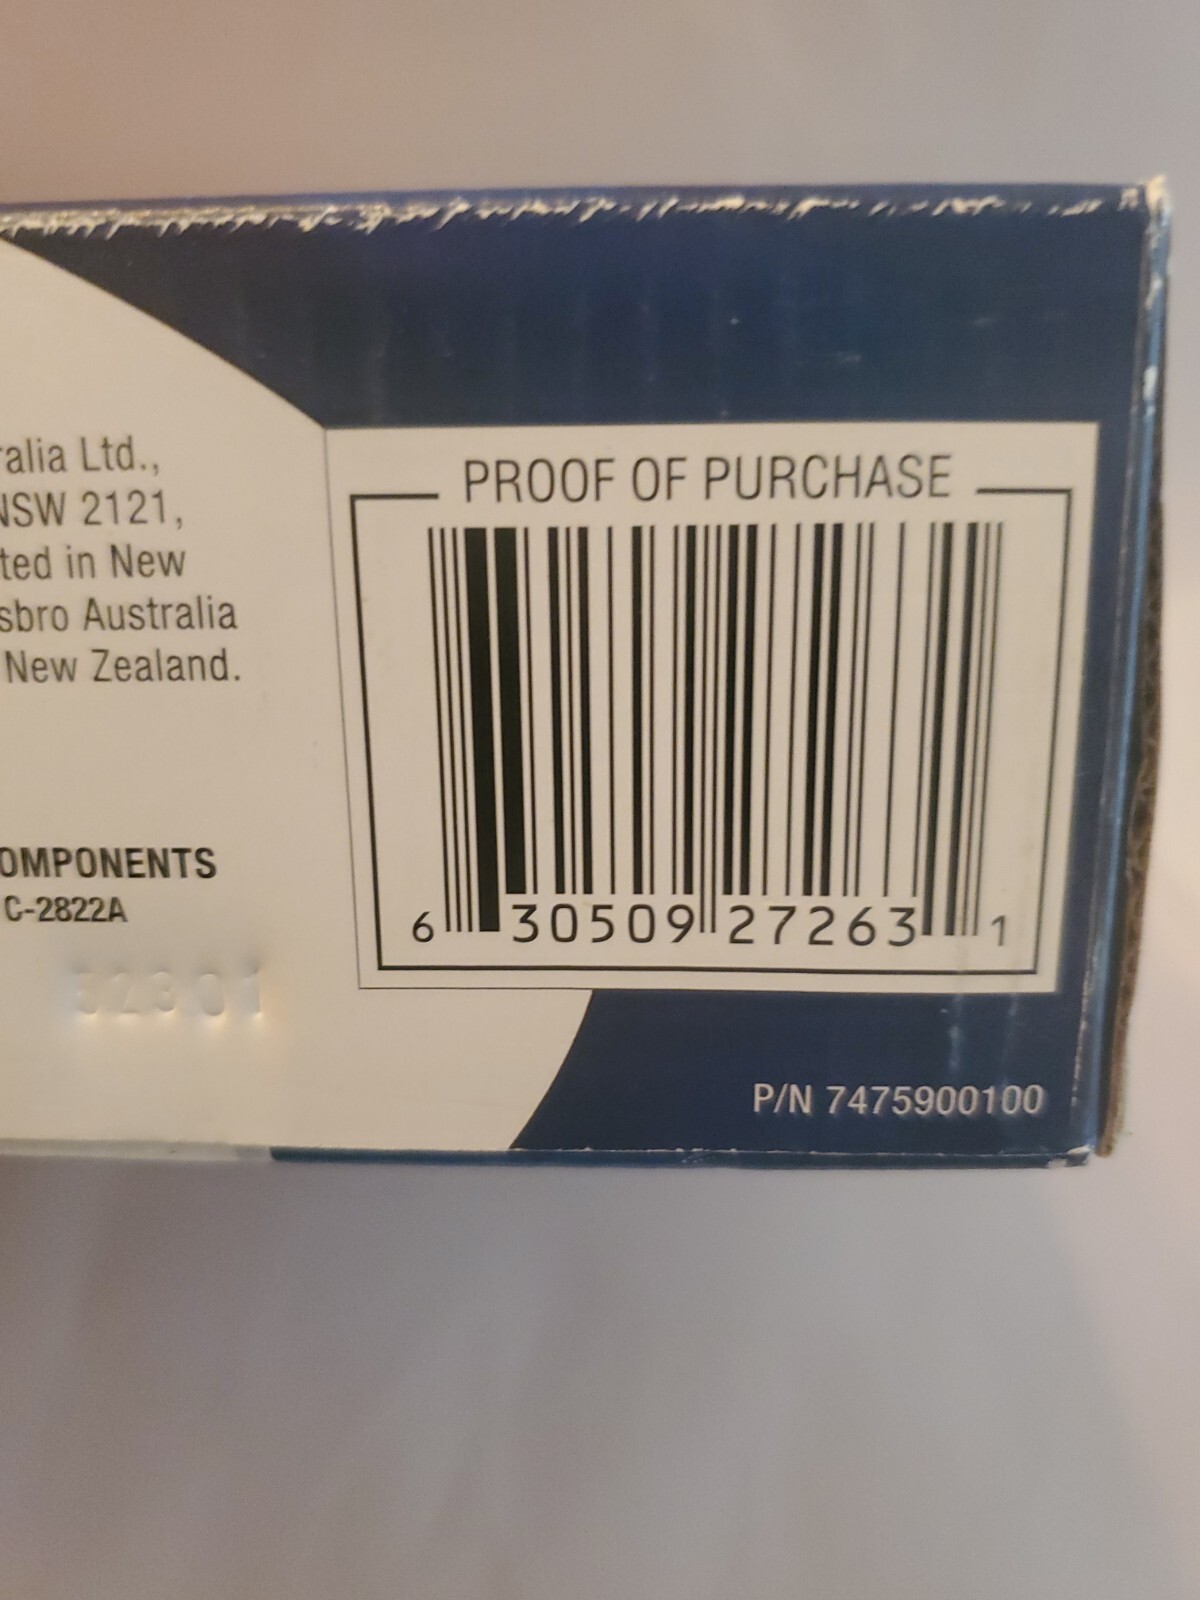 ralia Ltd.,
NSW 2121,
ted in New
sbro Australia
New Zealand.
OMPONENTS
C-2822A
32301
PROOF OF PURCHASE
6 30509 27263 1
P/N 7475900100